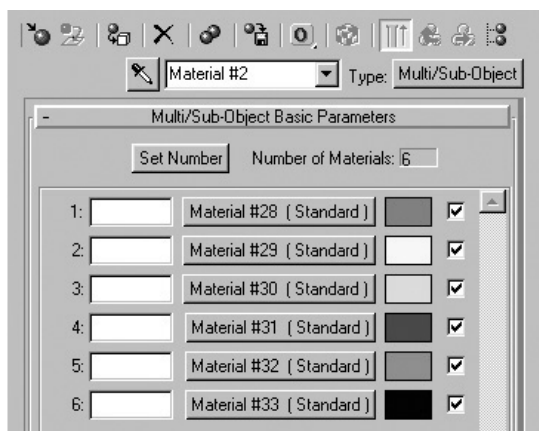 Material #2 Type: Multi/Sub-Object
- Multi/Sub-Object Basic Parameters
Set Number Number of Materials: 6
1: Material #28 ( Standard )
2: Material #29 ( Standard )
3: Material #30 ( Standard )
4: Material #31 ( Standard )
5: Material #32 ( Standard )
6: Material #33 ( Standard )